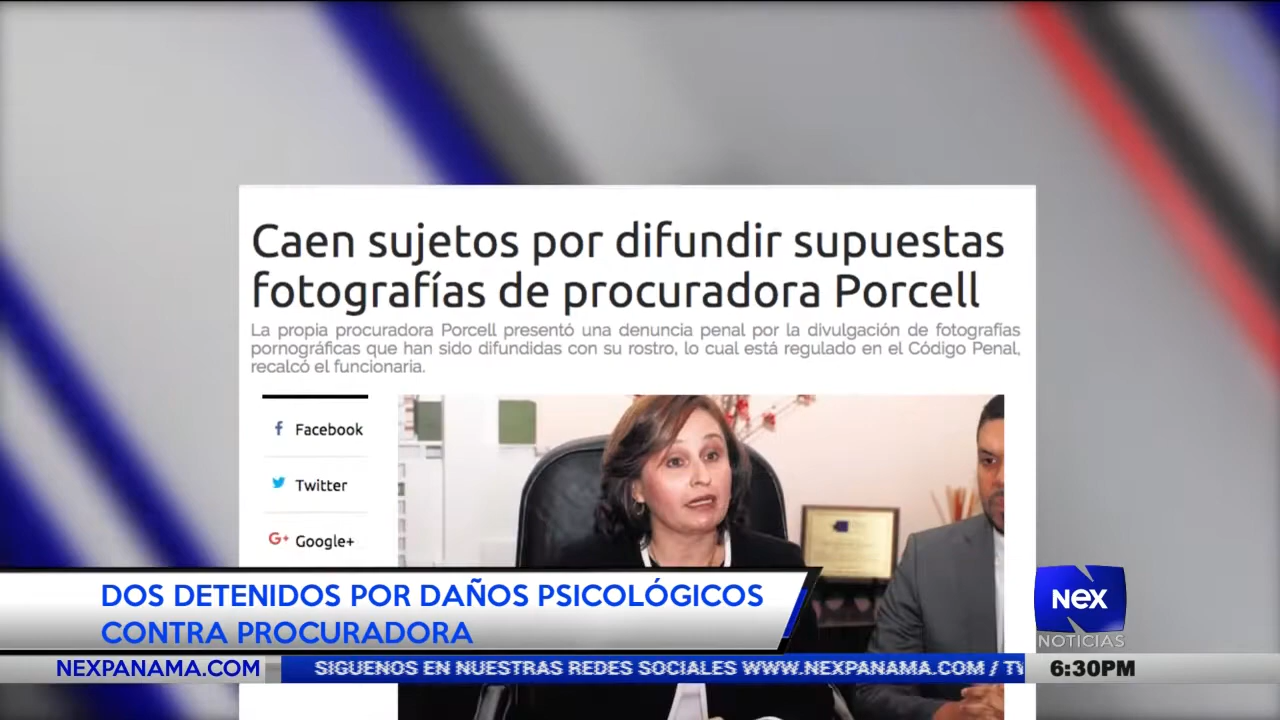 Caen sujetos por difundir supuestas
fotografías de procuradora Porcell
La propia procuradora Porcell presentó una denuncia penal por la divulgación de fotografías
pornográficas que han sido difundidas con su rostro, lo cual está regulado en el Código Penal,
recalcó el funcionaria.
Facebook
Twitter
Google+
DOS DETENIDOS POR DAÑOS PSICOLÓGICOS
CONTRA PROCURADORA
NEX
NOTICIAS
NEXPANAMA.COM
SIGUENOS EN NUESTRAS REDES SOCIALES WWW.NEXPANAMA.COM / TV
6:30PM